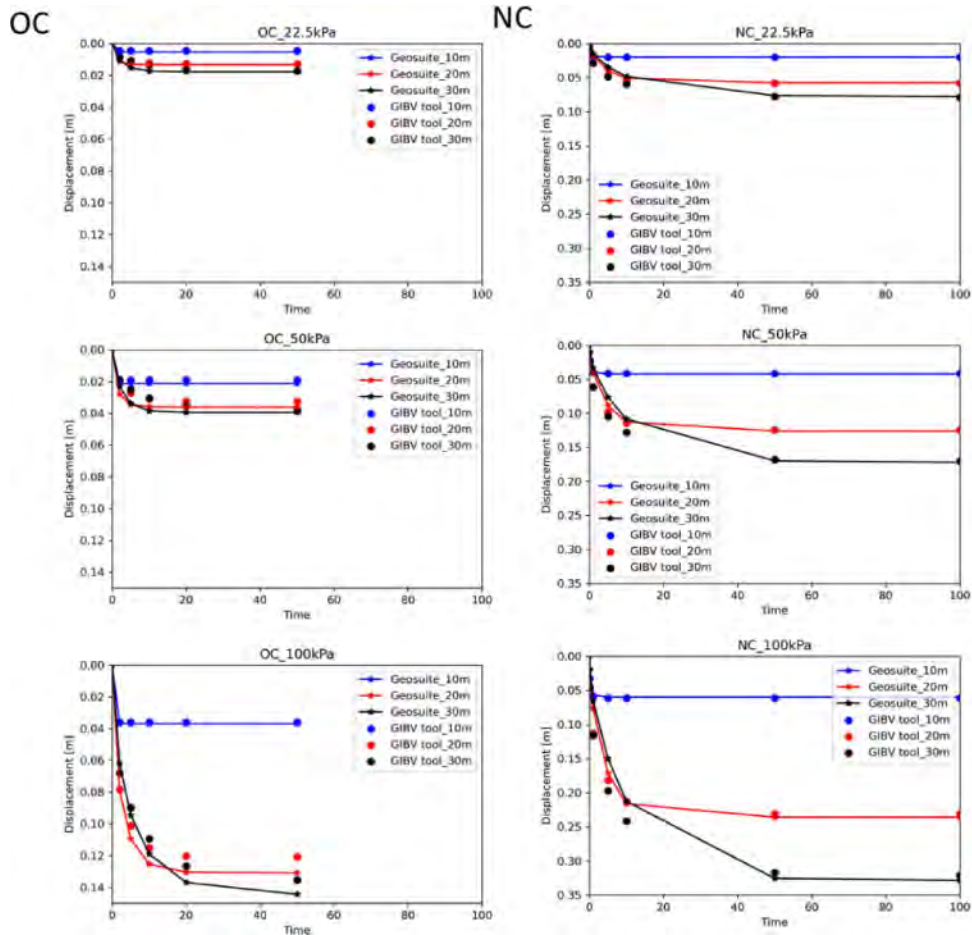 OC
NC
OC_22.5kPa
0.00
0.02
0.04
0.06
0.08
0.10
0.12
0.14
Displacement [m]
Geosuite_10m
Geosuite_20m
Geosuite_30m
GIBV tool_10m
GIBV tool_20m
GIBV tool_30m
0 20 40 60 80 100
Time
NC_22.5kPa
0.00
0.05
0.10
0.15
0.20
0.25
0.30
0.35
Displacement [m]
Geosuite_10m
Geosuite_20m
Geosuite_30m
GIBV tool_10m
GIBV tool_20m
GIBV tool_30m
0 20 40 60 80 100
Time
OC_50kPa
0.00
0.02
0.04
0.06
0.08
0.10
0.12
0.14
Displacement [m]
Geosuite_10m
Geosuite_20m
Geosuite_30m
GIBV tool_10m
GIBV tool_20m
GIBV tool_30m
0 20 40 60 80 100
Time
NC_50kPa
0.00
0.05
0.10
0.15
0.20
0.25
0.30
0.35
Displacement [m]
Geosuite_10m
Geosuite_20m
Geosuite_30m
GIBV tool_10m
GIBV tool_20m
GIBV tool_30m
0 20 40 60 80 100
Time
OC_100kPa
0.00
0.02
0.04
0.06
0.08
0.10
0.12
0.14
Displacement [m]
Geosuite_10m
Geosuite_20m
Geosuite_30m
GIBV tool_10m
GIBV tool_20m
GIBV tool_30m
0 20 40 60 80 100
Time
NC_100kPa
0.00
0.05
0.10
0.15
0.20
0.25
0.30
0.35
Displacement [m]
Geosuite_10m
Geosuite_20m
Geosuite_30m
GIBV tool_10m
GIBV tool_20m
GIBV tool_30m
0 20 40 60 80 100
Time